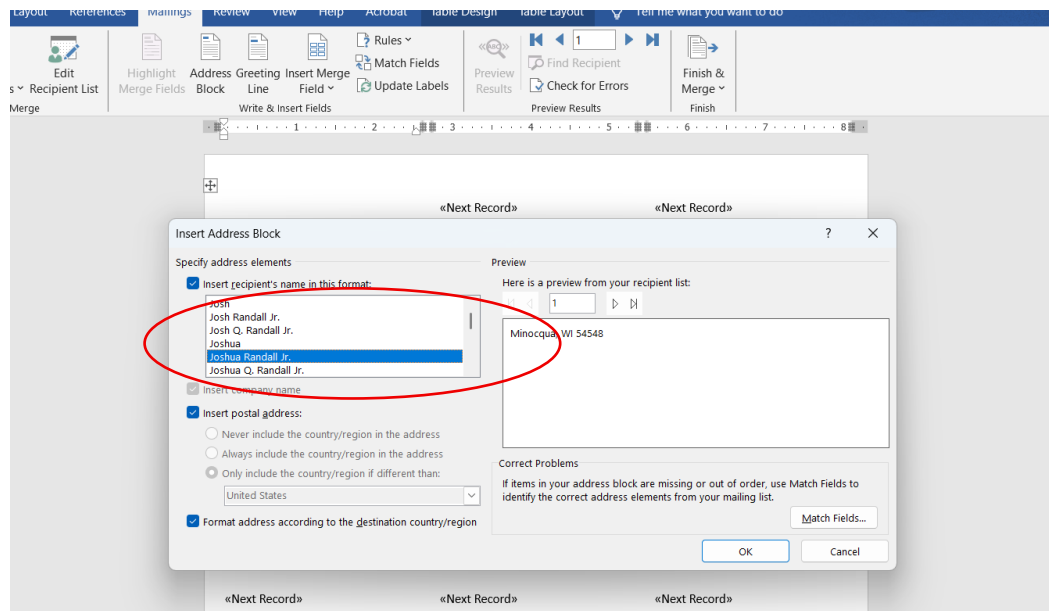 Layout References Mailings Review View Help Acrobat Table Design Table Layout Tell me what you want to do
Edit
s Recipient List
Merge
Highlight
Merge Fields
Address
Block
Greeting
Line
Insert Merge
Field
Rules
Match Fields
Update Labels
Write & Insert Fields
Preview
Results
ABC
1
Find Recipient
Check for Errors
Preview Results
Finish &
Merge
Finish
1 2 3 4 5 6 7 8
«Next Record» «Next Record»
Insert Address Block ?
Specify address elements
Insert recipient's name in this format:
Josh
Josh Randall Jr.
Josh Q. Randall Jr.
Joshua
Joshua Randall Jr.
Joshua Q. Randall Jr.
Insert company name
Insert postal address:
Never include the country/region in the address
Always include the country/region in the address
Only include the country/region if different than:
United States
Format address according to the destination country/region
Preview
Here is a preview from your recipient list:
1
Minocqua, WI 54548
Correct Problems
If items in your address block are missing or out of order, use Match Fields to
identify the correct address elements from your mailing list.
Match Fields...
OK Cancel
«Next Record» «Next Record» «Next Record»